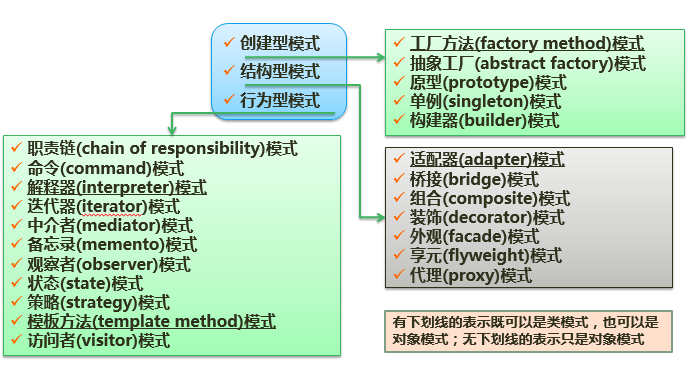 创建型模式
结构型模式
行为型模式
工厂方法(factory method)模式
抽象工厂(abstract factory)模式
原型(prototype)模式
单例(singleton)模式
构建器(builder)模式
职责链(chain of responsibility)模式
命令(command)模式
解释器(interpreter)模式
迭代器(iterator)模式
中介者(mediator)模式
备忘录(memento)模式
观察者(observer)模式
状态(state)模式
策略(strategy)模式
模板方法(template method)模式
访问者(visitor)模式
适配器(adapter)模式
桥接(bridge)模式
组合(composite)模式
装饰(decorator)模式
外观(facade)模式
享元(flyweight)模式
代理(proxy)模式
有下划线的表示既可以是类模式，也可以是
对象模式；无下划线的表示只是对象模式